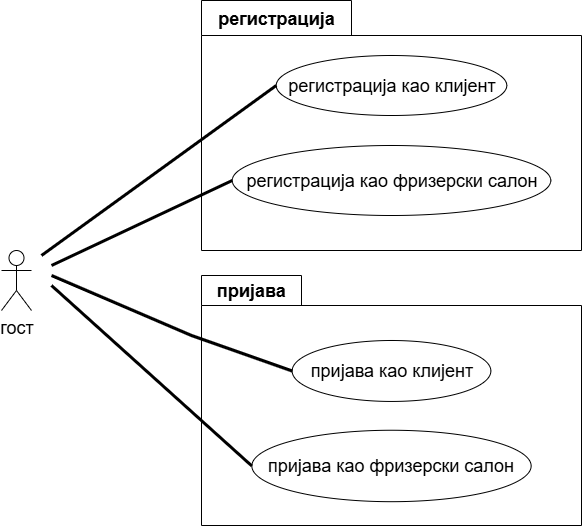 регистрација
регистрација као клијент
регистрација као фризерски салон
гост
пријава
пријава као клијент
пријава као фризерски салон